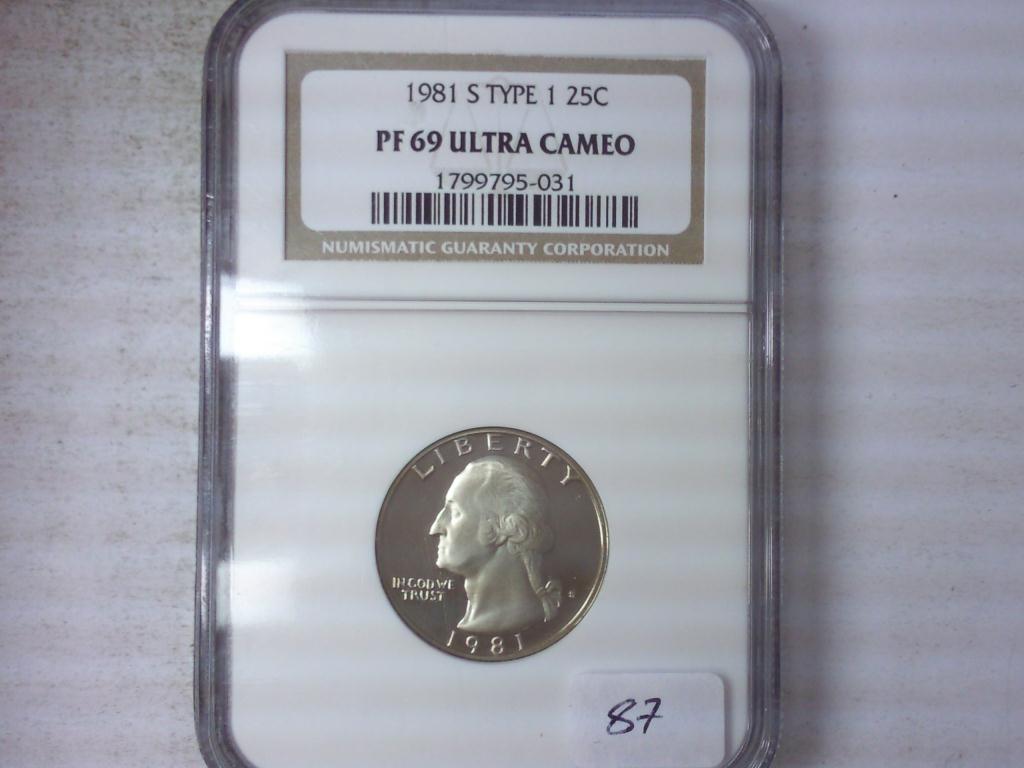 1981 S TYPE 1 25C
PF 69 ULTRA CAMEO
1799795-031
NUMISMATIC GUARANTY CORPORATION
LIBERTY
IN GOD WE
TRUST
S
1981
87